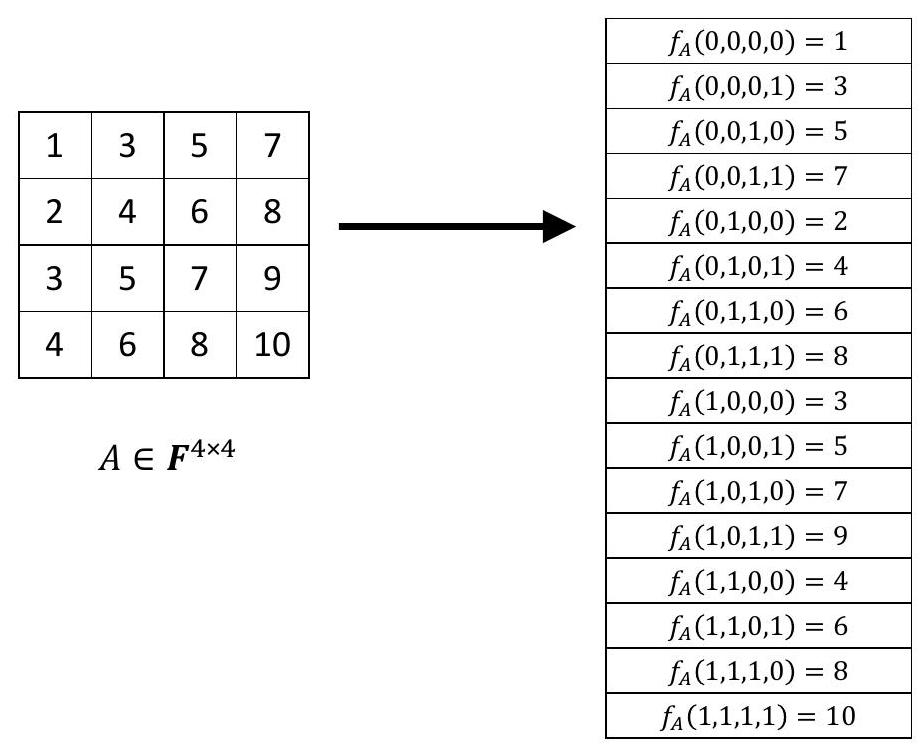 1 3 5 7
2 4 6 8
3 5 7 9
4 6 8 10
A ∈ F^{4×4}
f_A(0,0,0,0) = 1
f_A(0,0,0,1) = 3
f_A(0,0,1,0) = 5
f_A(0,0,1,1) = 7
f_A(0,1,0,0) = 2
f_A(0,1,0,1) = 4
f_A(0,1,1,0) = 6
f_A(0,1,1,1) = 8
f_A(1,0,0,0) = 3
f_A(1,0,0,1) = 5
f_A(1,0,1,0) = 7
f_A(1,0,1,1) = 9
f_A(1,1,0,0) = 4
f_A(1,1,0,1) = 6
f_A(1,1,1,0) = 8
f_A(1,1,1,1) = 10